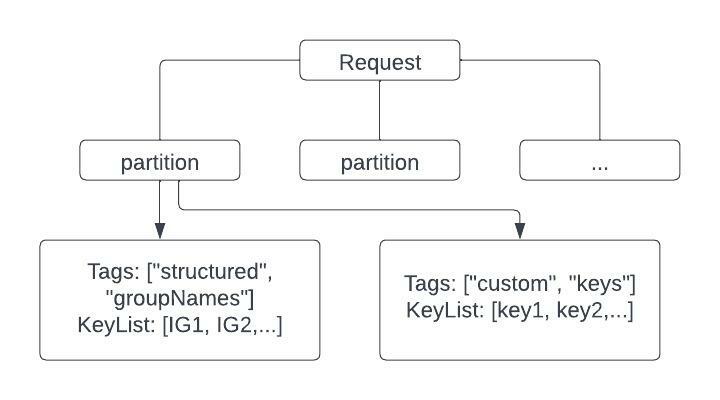 Request
partition
partition
...
Tags: ["structured",
"groupNames"]
KeyList: [IG1, IG2,...]
Tags: ["custom", "keys"]
KeyList: [key1, key2,...]